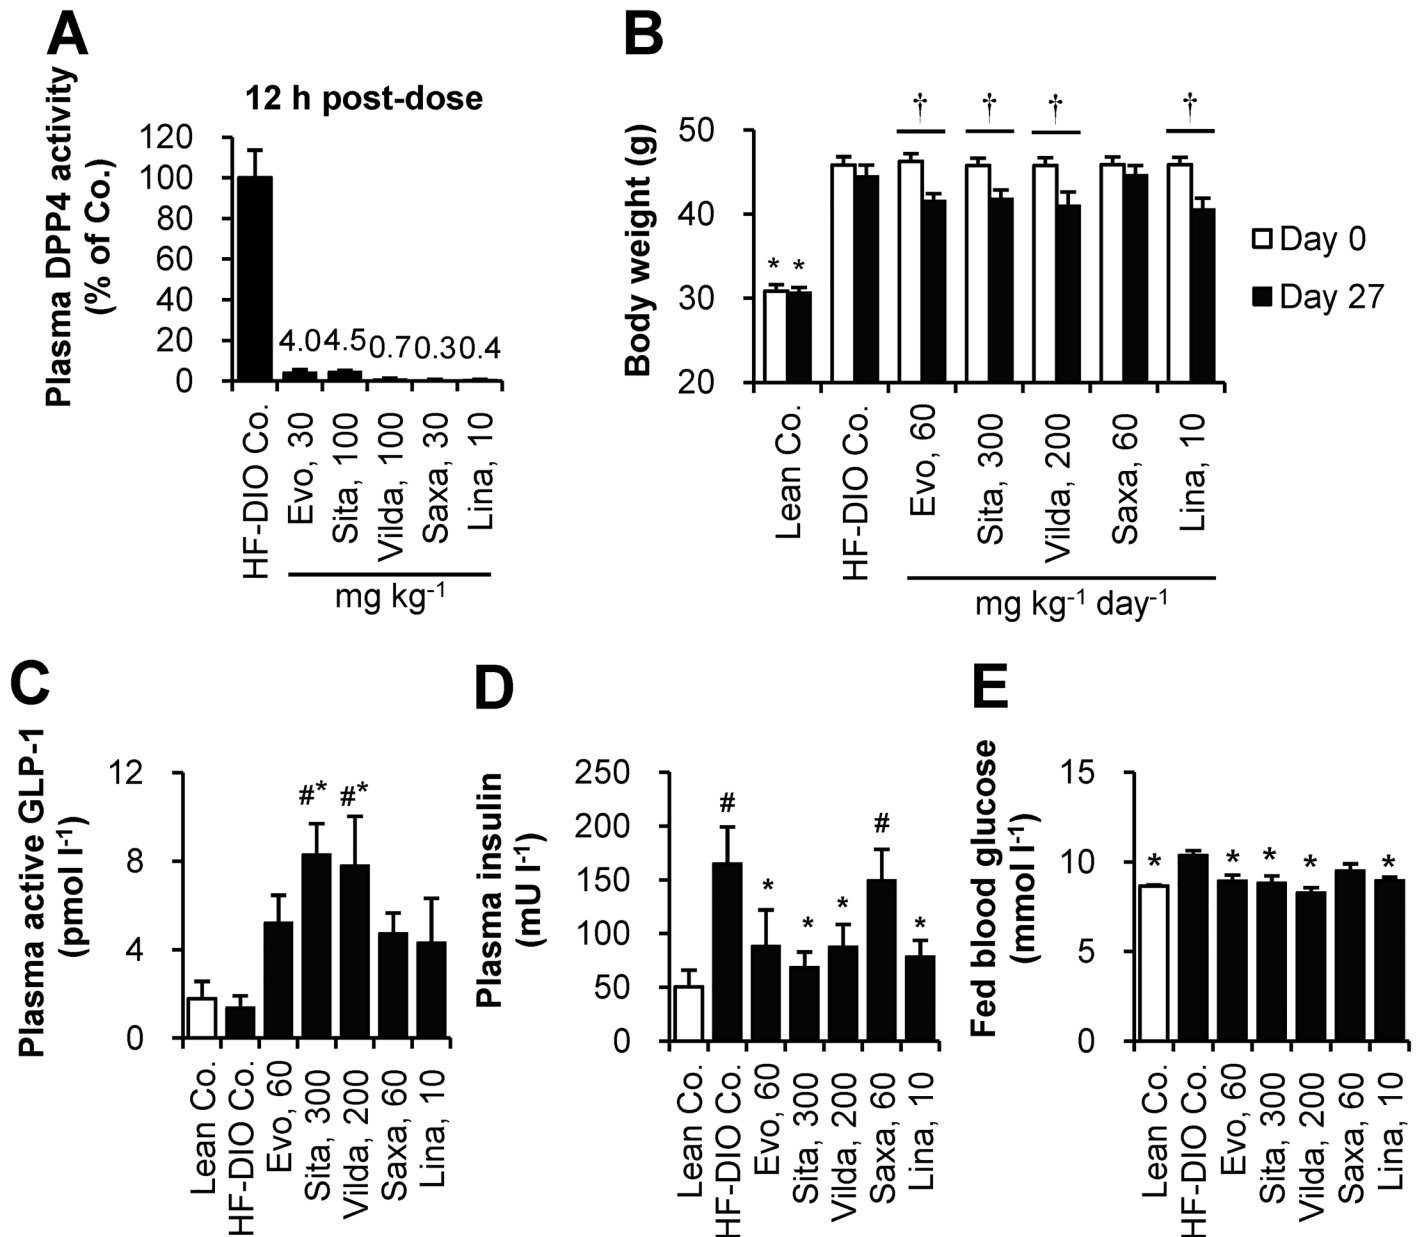 A
12 h post-dose
Plasma DPP4 activity
(% of Co.)
120
100
80
60
40
20
0
4.0 4.5 0.7 0.3 0.4
HF-DIO Co.
Evo, 30
Sita, 100
Vilda, 100
Saxa, 30
Lina, 10
mg kg⁻¹
B
Body weight (g)
50
40
30
20
* *
† † † †
Day 0
Day 27
Lean Co.
HF-DIO Co.
Evo, 60
Sita, 300
Vilda, 200
Saxa, 60
Lina, 10
mg kg⁻¹ day⁻¹
C
Plasma active GLP-1
(pmol l⁻¹)
12
8
4
0
#* #*
Lean Co.
HF-DIO Co.
Evo, 60
Sita, 300
Vilda, 200
Saxa, 60
Lina, 10
D
Plasma insulin
(mU l⁻¹)
250
200
150
100
50
0
# * * * # *
Lean Co.
HF-DIO Co.
Evo, 60
Sita, 300
Vilda, 200
Saxa, 60
Lina, 10
E
Fed blood glucose
(mmol l⁻¹)
15
10
5
0
* * * * *
Lean Co.
HF-DIO Co.
Evo, 60
Sita, 300
Vilda, 200
Saxa, 60
Lina, 10